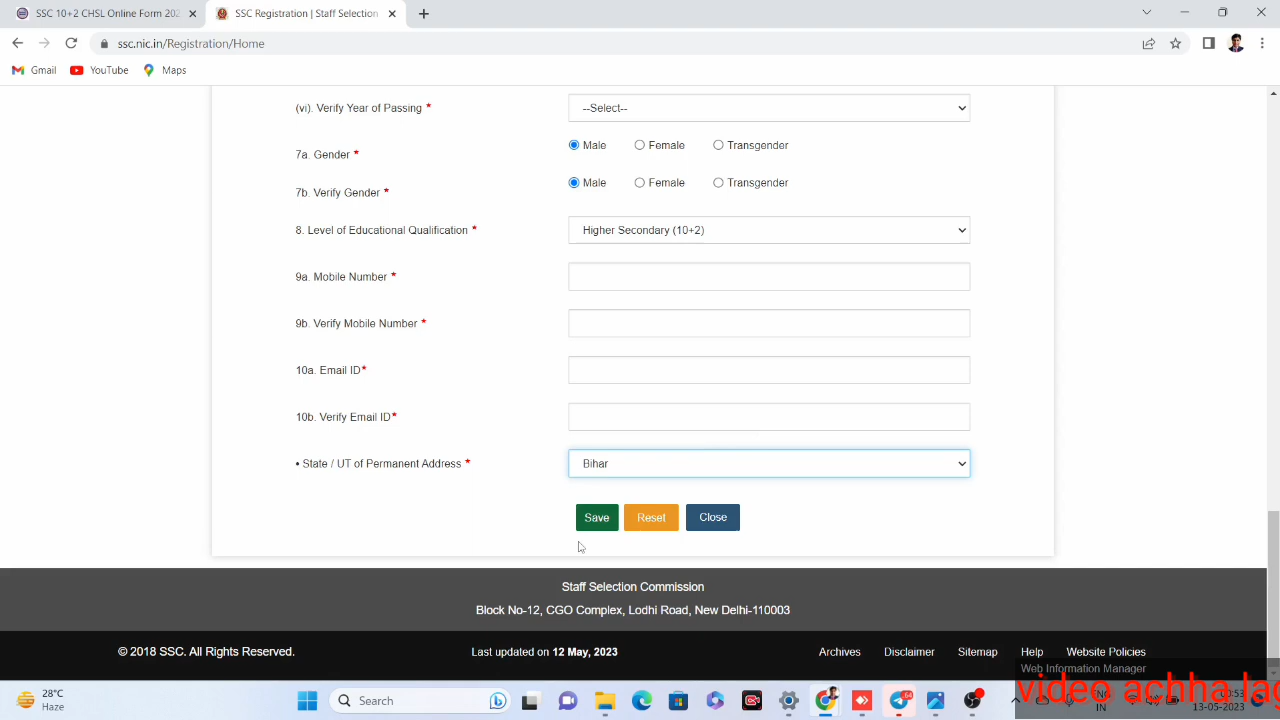 SSC 10+2 CHSL Online Form 202
SSC Registration | Staff Selection
ssc.nic.in/Registration/Home
Gmail YouTube Maps
(vi). Verify Year of Passing * --Select--
7a. Gender * Male Female Transgender
7b. Verify Gender * Male Female Transgender
8. Level of Educational Qualification * Higher Secondary (10+2)
9a. Mobile Number *
9b. Verify Mobile Number *
10a. Email ID*
10b. Verify Email ID*
• State / UT of Permanent Address * Bihar
Save Reset Close
Staff Selection Commission
Block No-12, CGO Complex, Lodhi Road, New Delhi-110003
© 2018 SSC. All Rights Reserved. Last updated on 12 May, 2023 Archives Disclaimer Sitemap Help Website Policies
Web Information Manager
28°C
Haze
Search
64
ENG
IN
00:53
13-05-2023
video achha lag